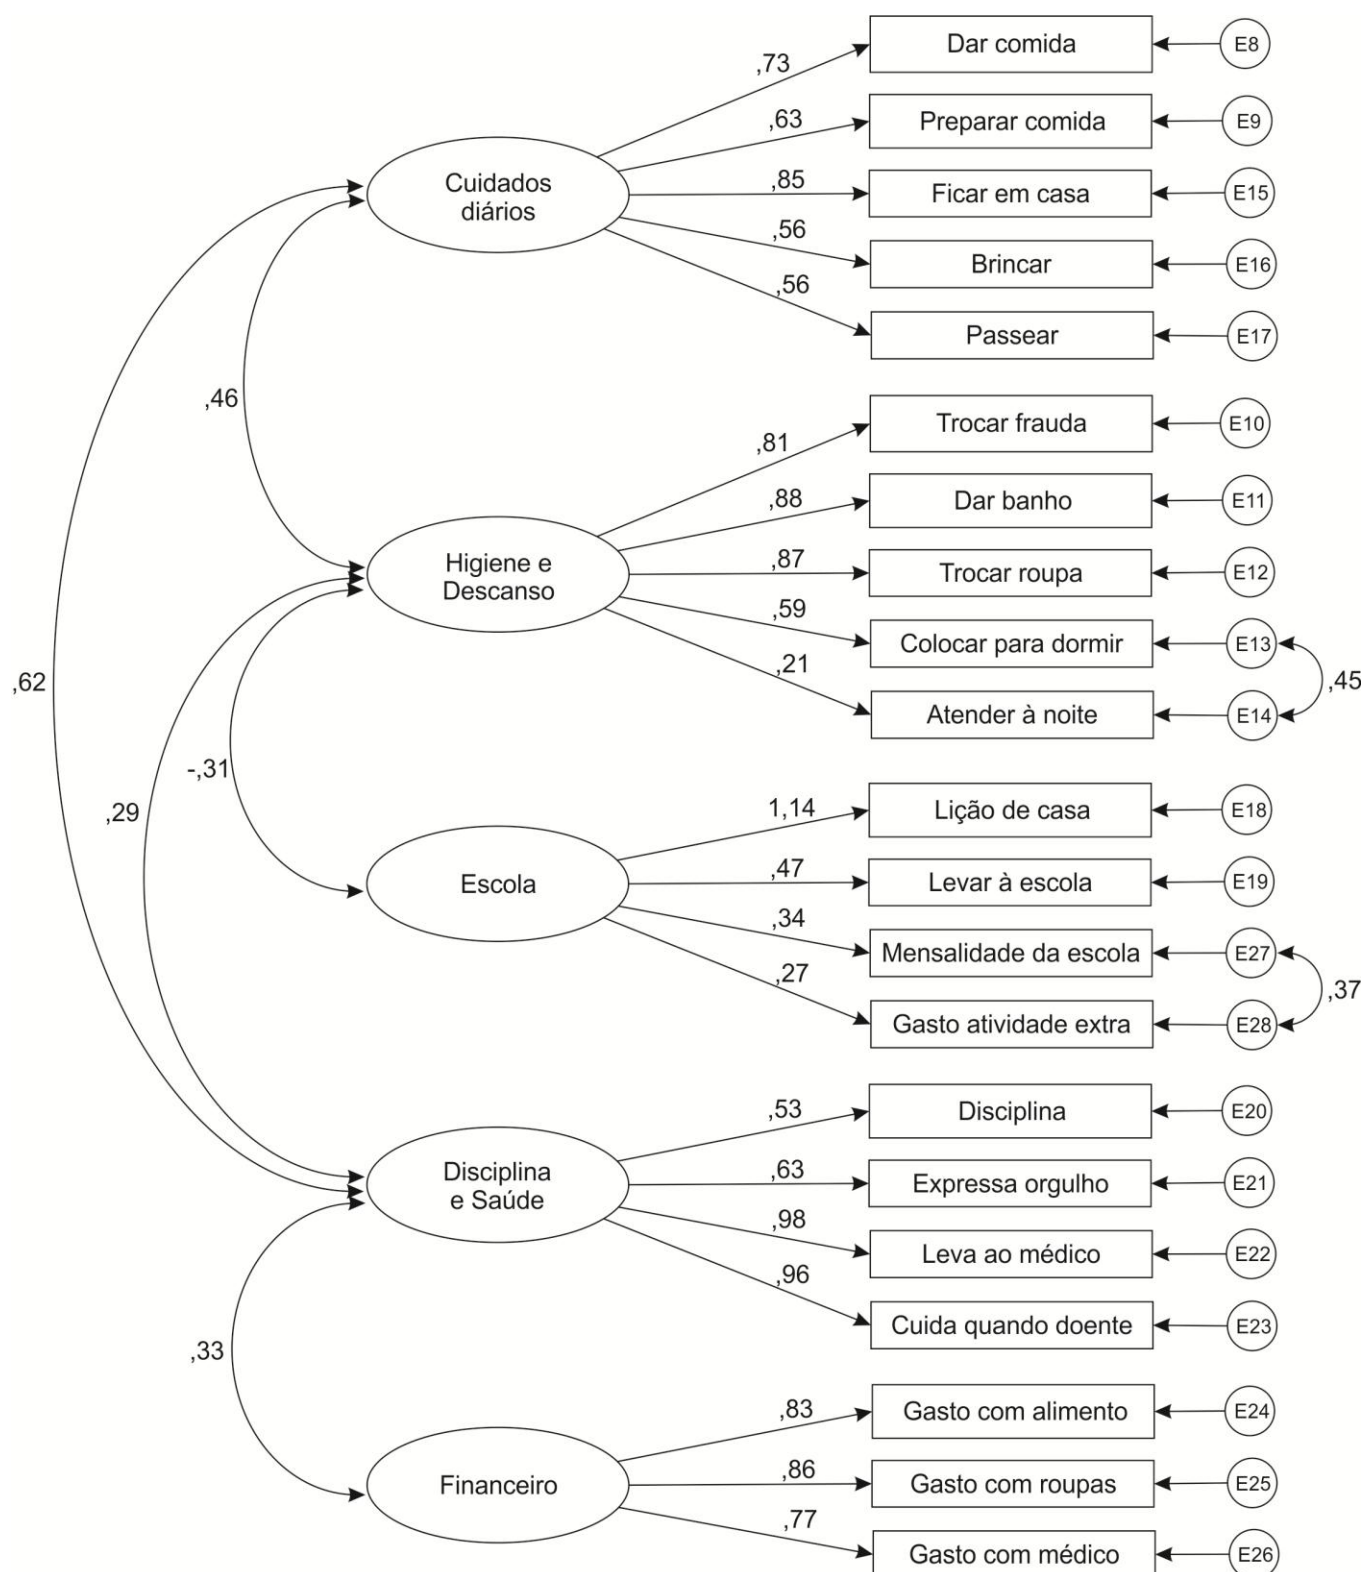 Dar comida
E8
,73
Preparar comida
E9
,63
Cuidados
diários
,85
Ficar em casa
E15
,56
Brincar
E16
,56
Passear
E17
,46
Trocar frauda
E10
,81
Dar banho
E11
,88
Higiene e
Descanso
,87
Trocar roupa
E12
,59
Colocar para dormir
E13
,21
,62
,45
Atender à noite
E14
-,31
,29
1,14
Lição de casa
E18
Escola
,47
Levar à escola
E19
,34
Mensalidade da escola
E27
,27
,37
Gasto atividade extra
E28
,53
Disciplina
E20
Disciplina
e Saúde
,63
Expressa orgulho
E21
,98
Leva ao médico
E22
,96
Cuida quando doente
E23
,33
,83
Gasto com alimento
E24
Financeiro
,86
Gasto com roupas
E25
,77
Gasto com médico
E26